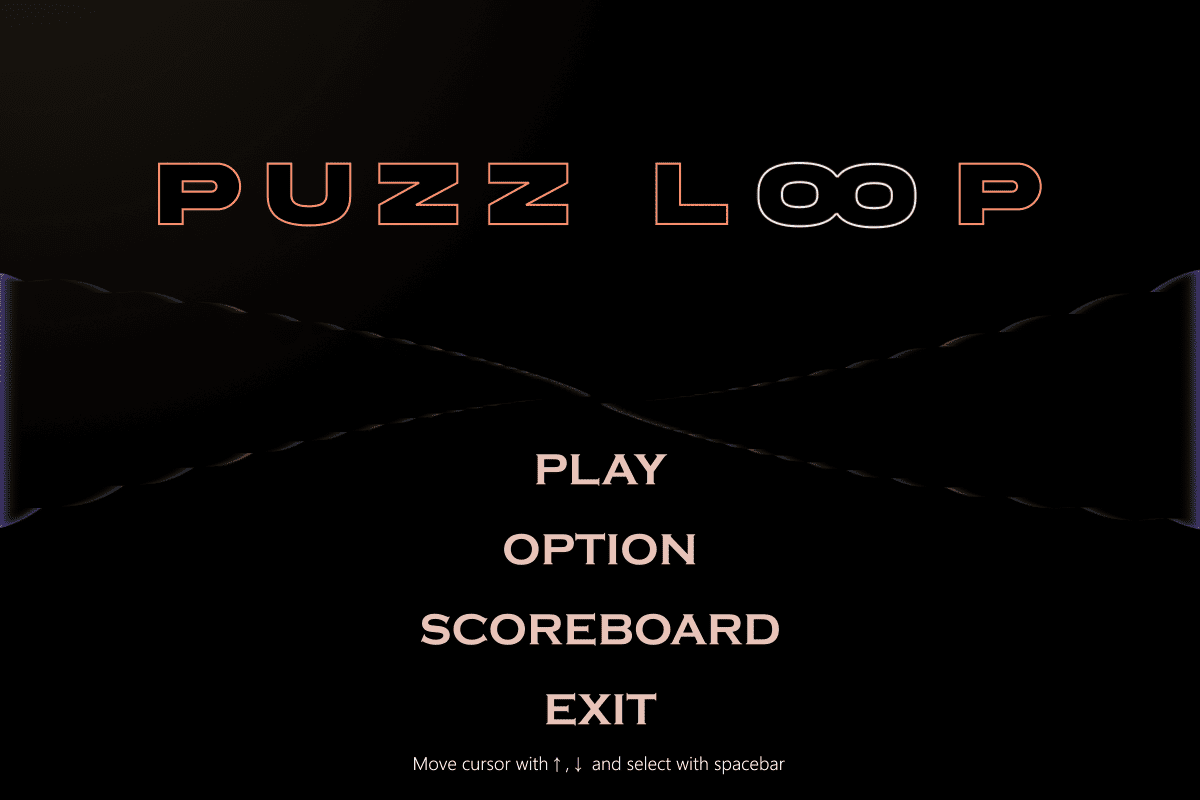 PUZZ LOOP
PLAY
OPTION
SCOREBOARD
EXIT
Move cursor with ↑ , ↓ and select with spacebar